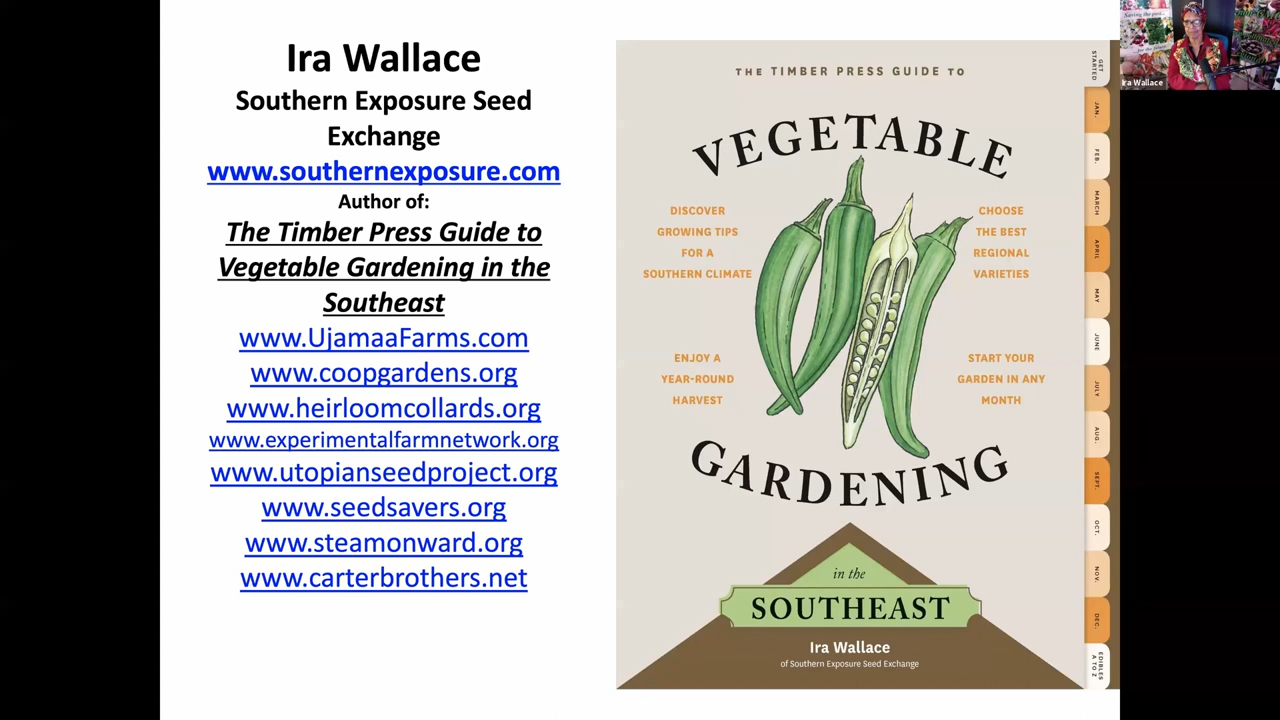 Ira Wallace
Southern Exposure Seed
Exchange
www.southernexposure.com
Author of:
The Timber Press Guide to
Vegetable Gardening in the
Southeast
www.UjamaaFarms.com
www.coopgardens.org
www.heirloomcollards.org
www.experimentalfarmnetwork.org
www.utopianseedproject.org
www.seedsavers.org
www.steamonward.org
www.carterbrothers.net
THE TIMBER PRESS GUIDE TO
VEGETABLE
DISCOVER
GROWING TIPS
FOR A
SOUTHERN CLIMATE
CHOOSE
THE BEST
REGIONAL
VARIETIES
ENJOY A
YEAR-ROUND
HARVEST
START YOUR
GARDEN IN ANY
MONTH
GARDENING
in the
SOUTHEAST
Ira Wallace
of Southern Exposure Seed Exchange
GET
STARTED
JAN.
FEB.
MARCH
APRIL
MAY
JUNE
JULY
AUG.
SEPT.
OCT.
NOV.
DEC.
EDIBLES
A TO Z
Ira Wallace